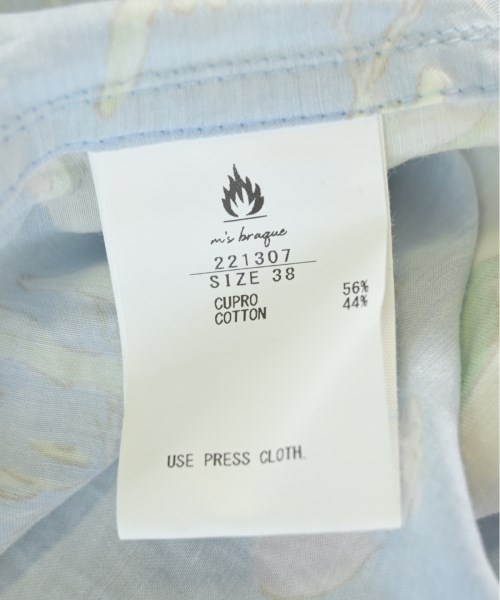 m's braque
221307
SIZE 38
CUPRO 56%
COTTON 44%
USE PRESS CLOTH.